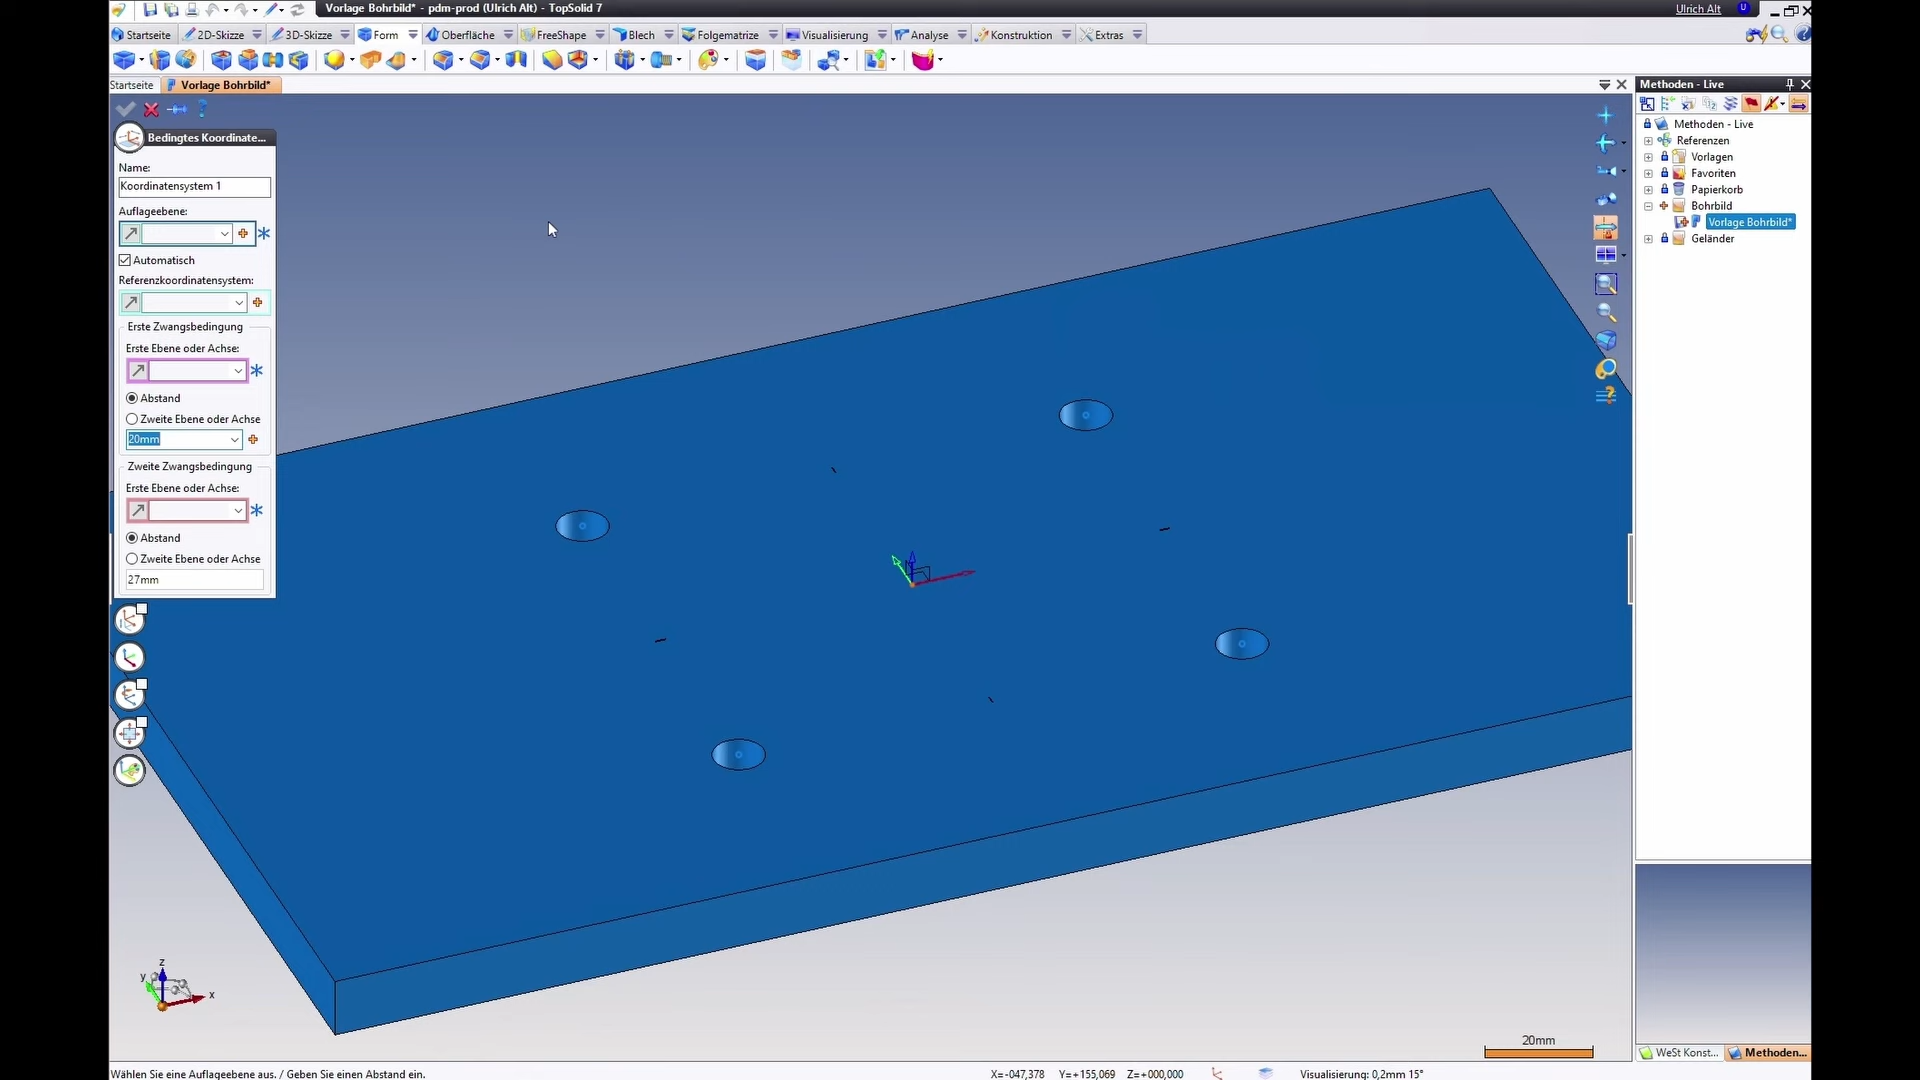 Vorlage Bohrbild* - pdm-prod (Ulrich Alt) - TopSolid 7
Ulrich Alt
U
Startseite
2D-Skizze
3D-Skizze
Form
Oberfläche
FreeShape
Blech
Folgematrize
Visualisierung
Analyse
Konstruktion
Extras
Startseite
Vorlage Bohrbild*
Methoden - Live
Bedingtes Koordinate...
Name:
Koordinatensystem 1
Auflageebene:
Automatisch
Referenzkoordinatensystem:
Erste Zwangsbedingung
Erste Ebene oder Achse:
Abstand
Zweite Ebene oder Achse
20mm
Zweite Zwangsbedingung
Erste Ebene oder Achse:
Abstand
Zweite Ebene oder Achse
27mm
Methoden - Live
Referenzen
Vorlagen
Favoriten
Papierkorb
Bohrbild
Vorlage Bohrbild*
Geländer
z
y
x
20mm
WeSt Konst...
Methoden...
Wählen Sie eine Auflageebene aus. / Geben Sie einen Abstand ein.
X=-047,378 Y=+155,069 Z=+000,000
Visualisierung: 0,2mm 15°